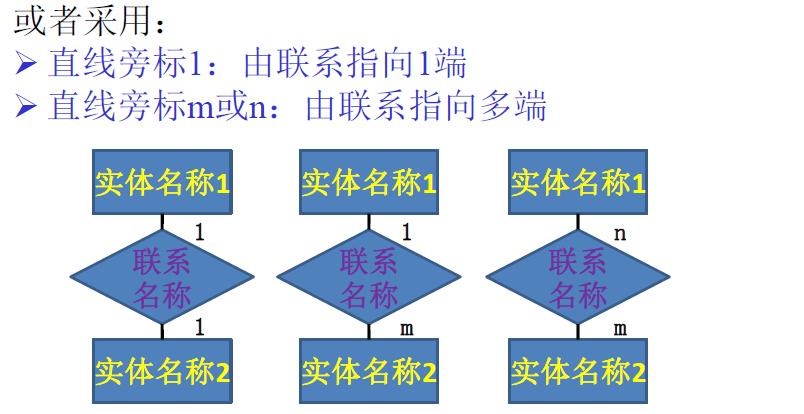 或者采用：
➢ 直线旁标1：由联系指向1端
➢ 直线旁标m或n：由联系指向多端
实体名称1 实体名称1 实体名称1
1 1 n
联系 联系 联系
名称 名称 名称
1 m m
实体名称2 实体名称2 实体名称2